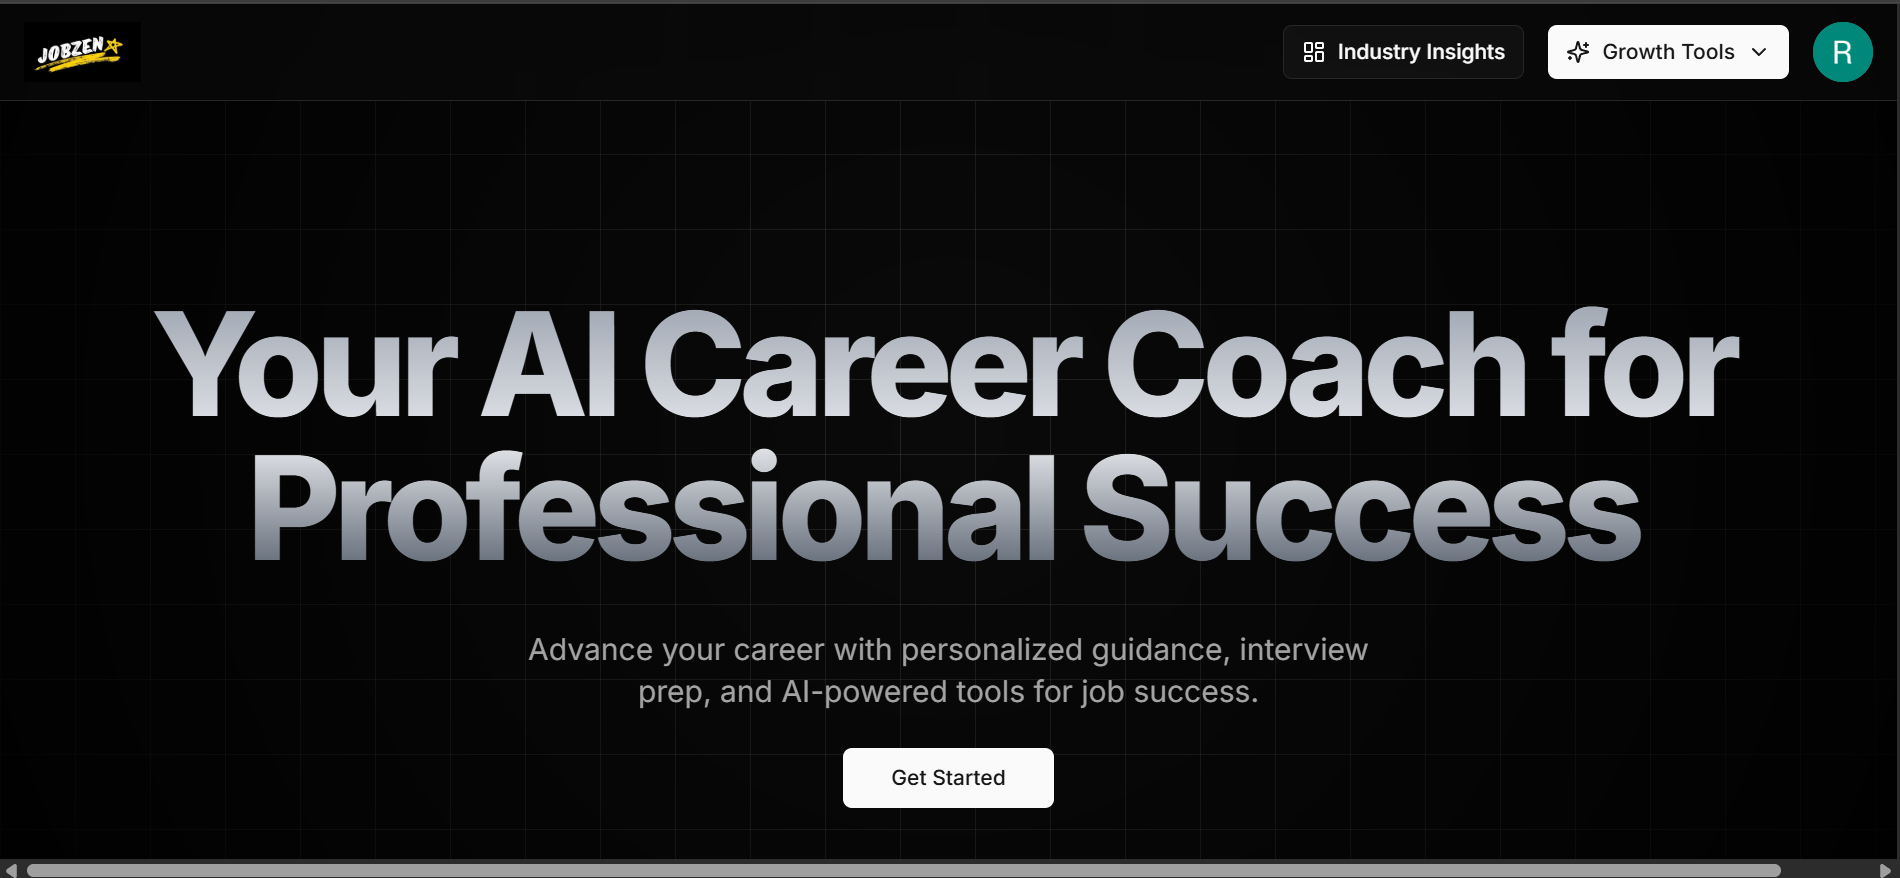 JOBZEN
Industry Insights
Growth Tools
R
Your AI Career Coach for
Professional Success
Advance your career with personalized guidance, interview
prep, and AI-powered tools for job success.
Get Started